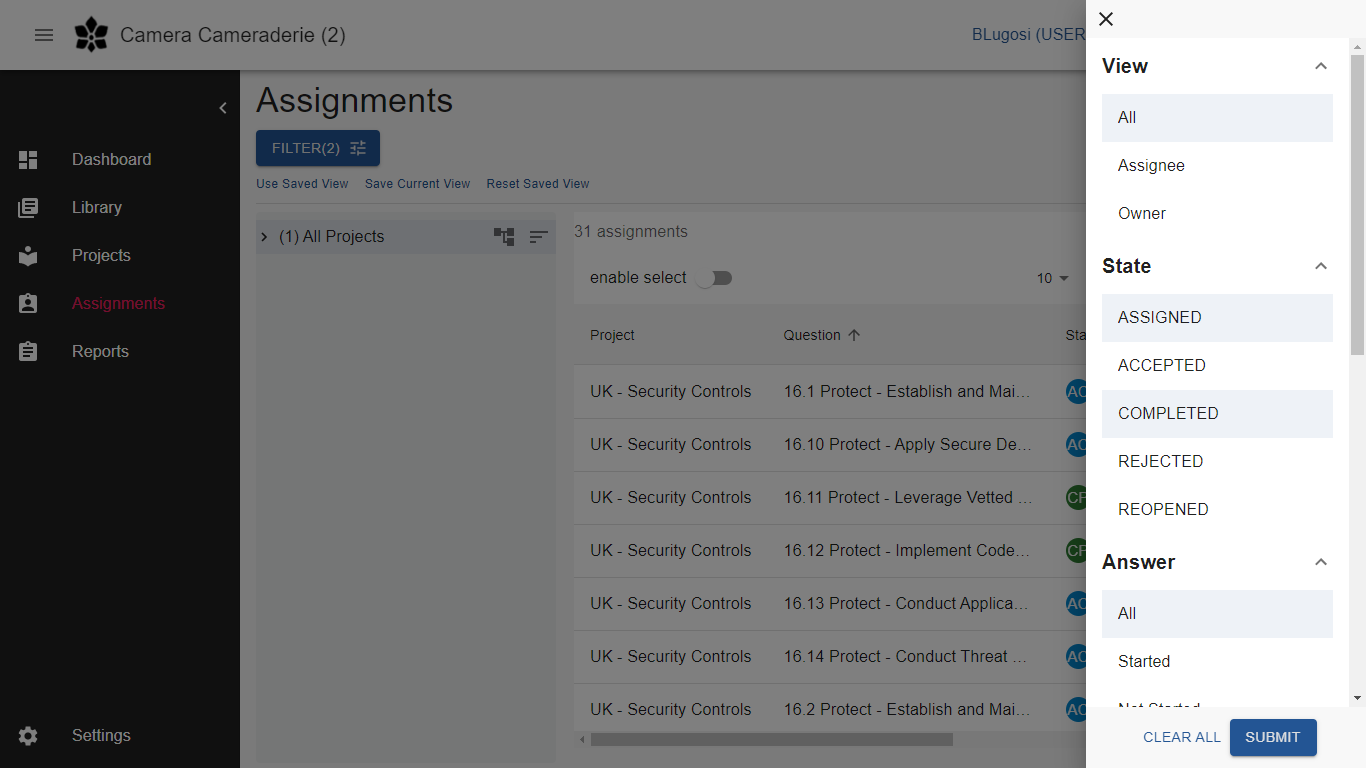 Camera Cameraderie (2)
BLugosi (USER
Dashboard
Library
Projects
Assignments
Reports
Settings
Assignments
FILTER(2)
Use Saved View Save Current View Reset Saved View
(1) All Projects
31 assignments
enable select 10
Project Question Sta
UK - Security Controls 16.1 Protect - Establish and Mai... AC
UK - Security Controls 16.10 Protect - Apply Secure De... AC
UK - Security Controls 16.11 Protect - Leverage Vetted ... CP
UK - Security Controls 16.12 Protect - Implement Code... CP
UK - Security Controls 16.13 Protect - Conduct Applica... AC
UK - Security Controls 16.14 Protect - Conduct Threat ... AC
UK - Security Controls 16.2 Protect - Establish and Mai... AC
View
All
Assignee
Owner
State
ASSIGNED
ACCEPTED
COMPLETED
REJECTED
REOPENED
Answer
All
Started
Not Started
CLEAR ALL SUBMIT